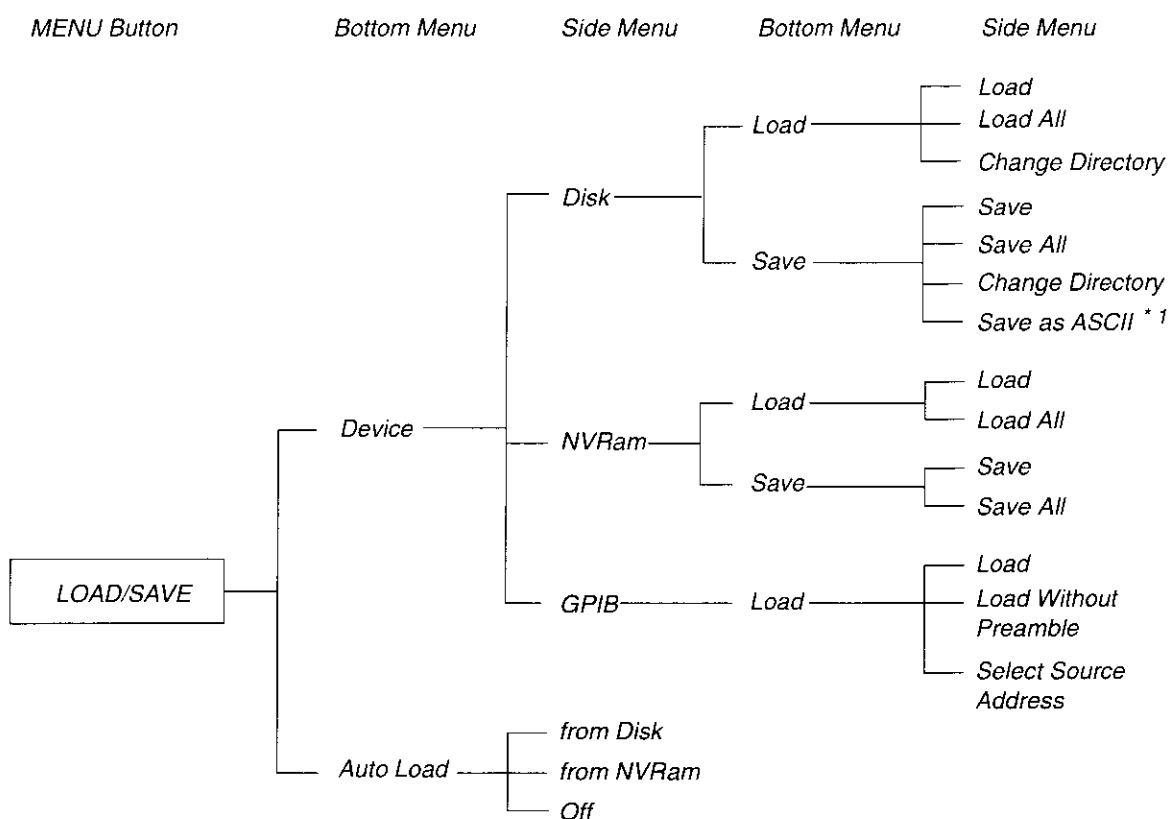 MENU Button Bottom Menu Side Menu Bottom Menu Side Menu
Load
Load
Load All
Change Directory
Disk
Save
Save
Save All
Change Directory
Save as ASCII * 1
Device
Load
Load
Load All
NVRam
Save
Save
Save All
LOAD/SAVE
GPIB
Load
Load
Load Without
Preamble
Select Source
Address
Auto Load
from Disk
from NVRam
Off